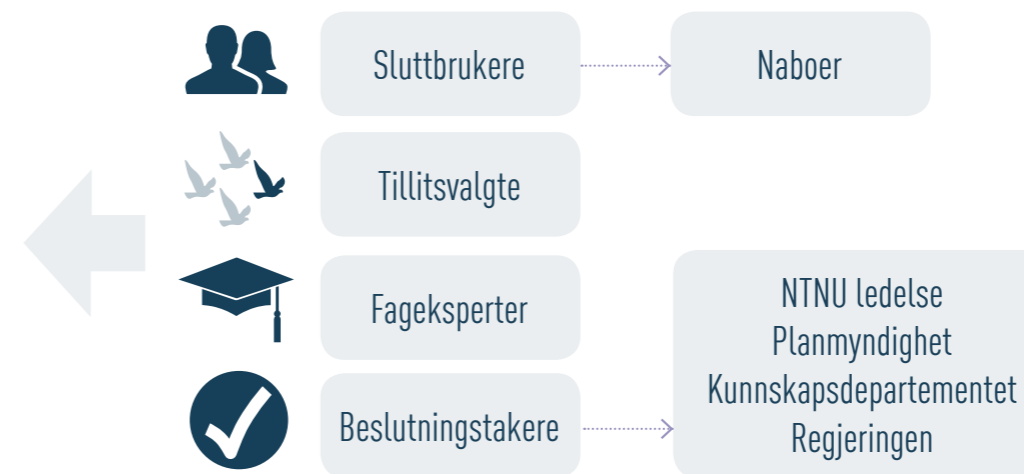 Sluttbrukere
Naboer
Tillitsvalgte
Fageksperter
Beslutningstakere
NTNU ledelse
Planmyndighet
Kunnskapsdepartementet
Regjeringen